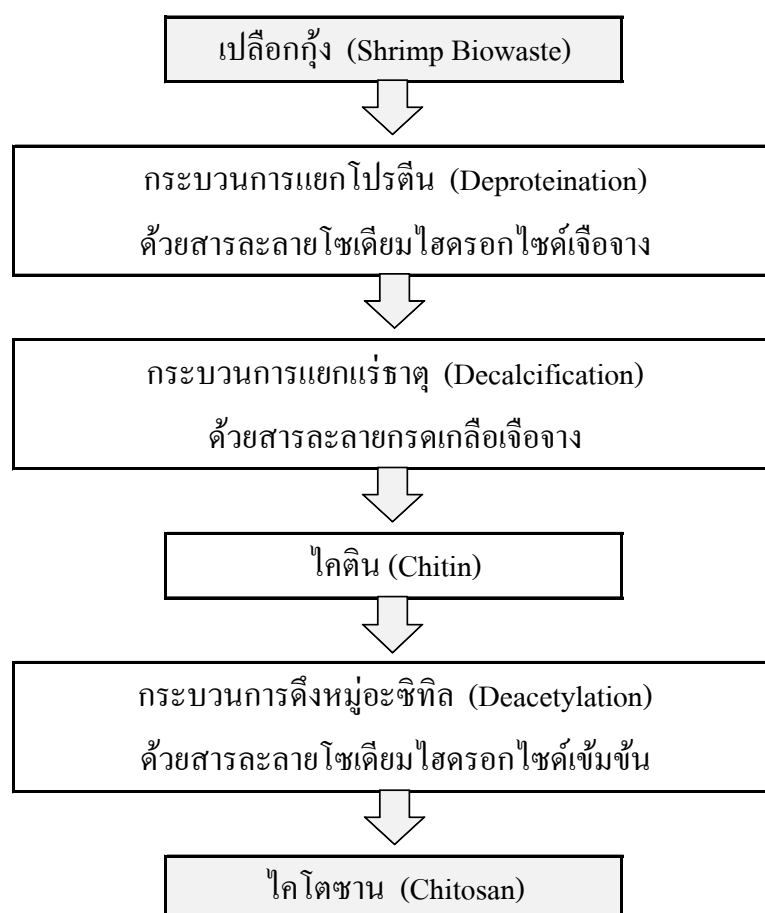 เปลือกกุ้ง (Shrimp Biowaste)
กระบวนการแยกโปรตีน (Deproteination)
ด้วยสารละลายโซเดียมไฮดรอกไซด์เจือจาง
กระบวนการแยกแร่ธาตุ (Decalcification)
ด้วยสารละลายกรดเกลือเจือจาง
ไคติน (Chitin)
กระบวนการดึงหมู่อะซิทิล (Deacetylation)
ด้วยสารละลายโซเดียมไฮดรอกไซด์เข้มข้น
ไคโตซาน (Chitosan)